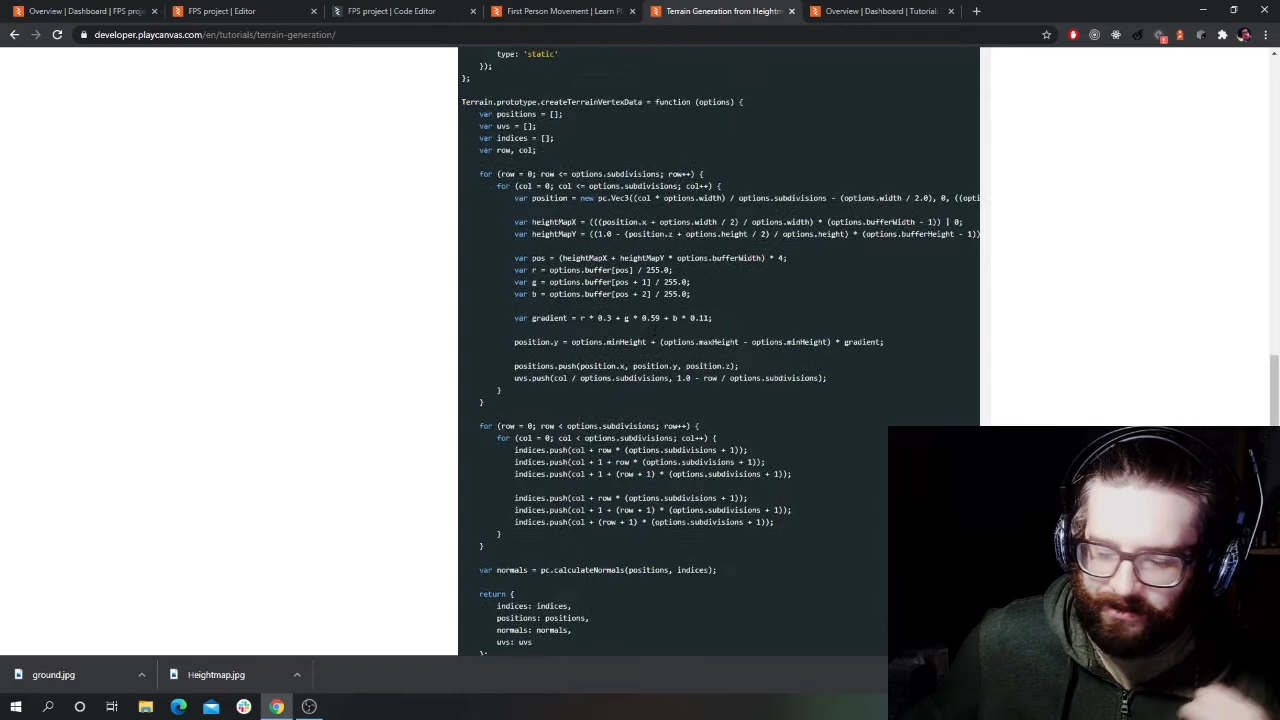 Overview | Dashboard | FPS proje
FPS project | Editor
FPS project | Code Editor
First Person Movement | Learn Pl
Terrain Generation from Heightm
Overview | Dashboard | Tutorials
developer.playcanvas.com/en/tutorials/terrain-generation/
type: 'static'
});
};
Terrain.prototype.createTerrainVertexData = function (options) {
var positions = [];
var uvs = [];
var indices = [];
var row, col;
for (row = 0; row <= options.subdivisions; row++) {
for (col = 0; col <= options.subdivisions; col++) {
var position = new pc.Vec3((col * options.width) / options.subdivisions - (options.width / 2.0), 0, ((opti
var heightMapX = (((position.x + options.width / 2) / options.width) * (options.bufferWidth - 1)) | 0;
var heightMapY = ((1.0 - (position.z + options.height / 2) / options.height) * (options.bufferHeight - 1))
var pos = (heightMapX + heightMapY * options.bufferWidth) * 4;
var r = options.buffer[pos] / 255.0;
var g = options.buffer[pos + 1] / 255.0;
var b = options.buffer[pos + 2] / 255.0;
var gradient = r * 0.3 + g * 0.59 + b * 0.11;
position.y = options.minHeight + (options.maxHeight - options.minHeight) * gradient;
positions.push(position.x, position.y, position.z);
uvs.push(col / options.subdivisions, 1.0 - row / options.subdivisions);
}
}
for (row = 0; row < options.subdivisions; row++) {
for (col = 0; col < options.subdivisions; col++) {
indices.push(col + row * (options.subdivisions + 1));
indices.push(col + 1 + row * (options.subdivisions + 1));
indices.push(col + 1 + (row + 1) * (options.subdivisions + 1));
indices.push(col + row * (options.subdivisions + 1));
indices.push(col + 1 + (row + 1) * (options.subdivisions + 1));
indices.push(col + (row + 1) * (options.subdivisions + 1));
}
}
var normals = pc.calculateNormals(positions, indices);
return {
indices: indices,
positions: positions,
normals: normals,
uvs: uvs
};
ground.jpg
Heightmap.jpg